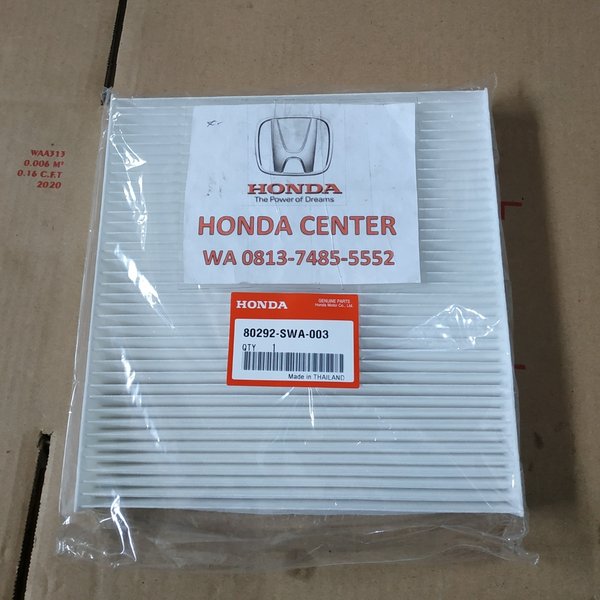 WAA313
0.006 M³
0.16 C.F.T
2020
HONDA
The Power of Dreams
HONDA CENTER
WA 0813-7485-5552
HONDA
GENUINE PARTS
Honda Motor Co., Ltd.
80292-SWA-003
QTY 1
Made in THAILAND